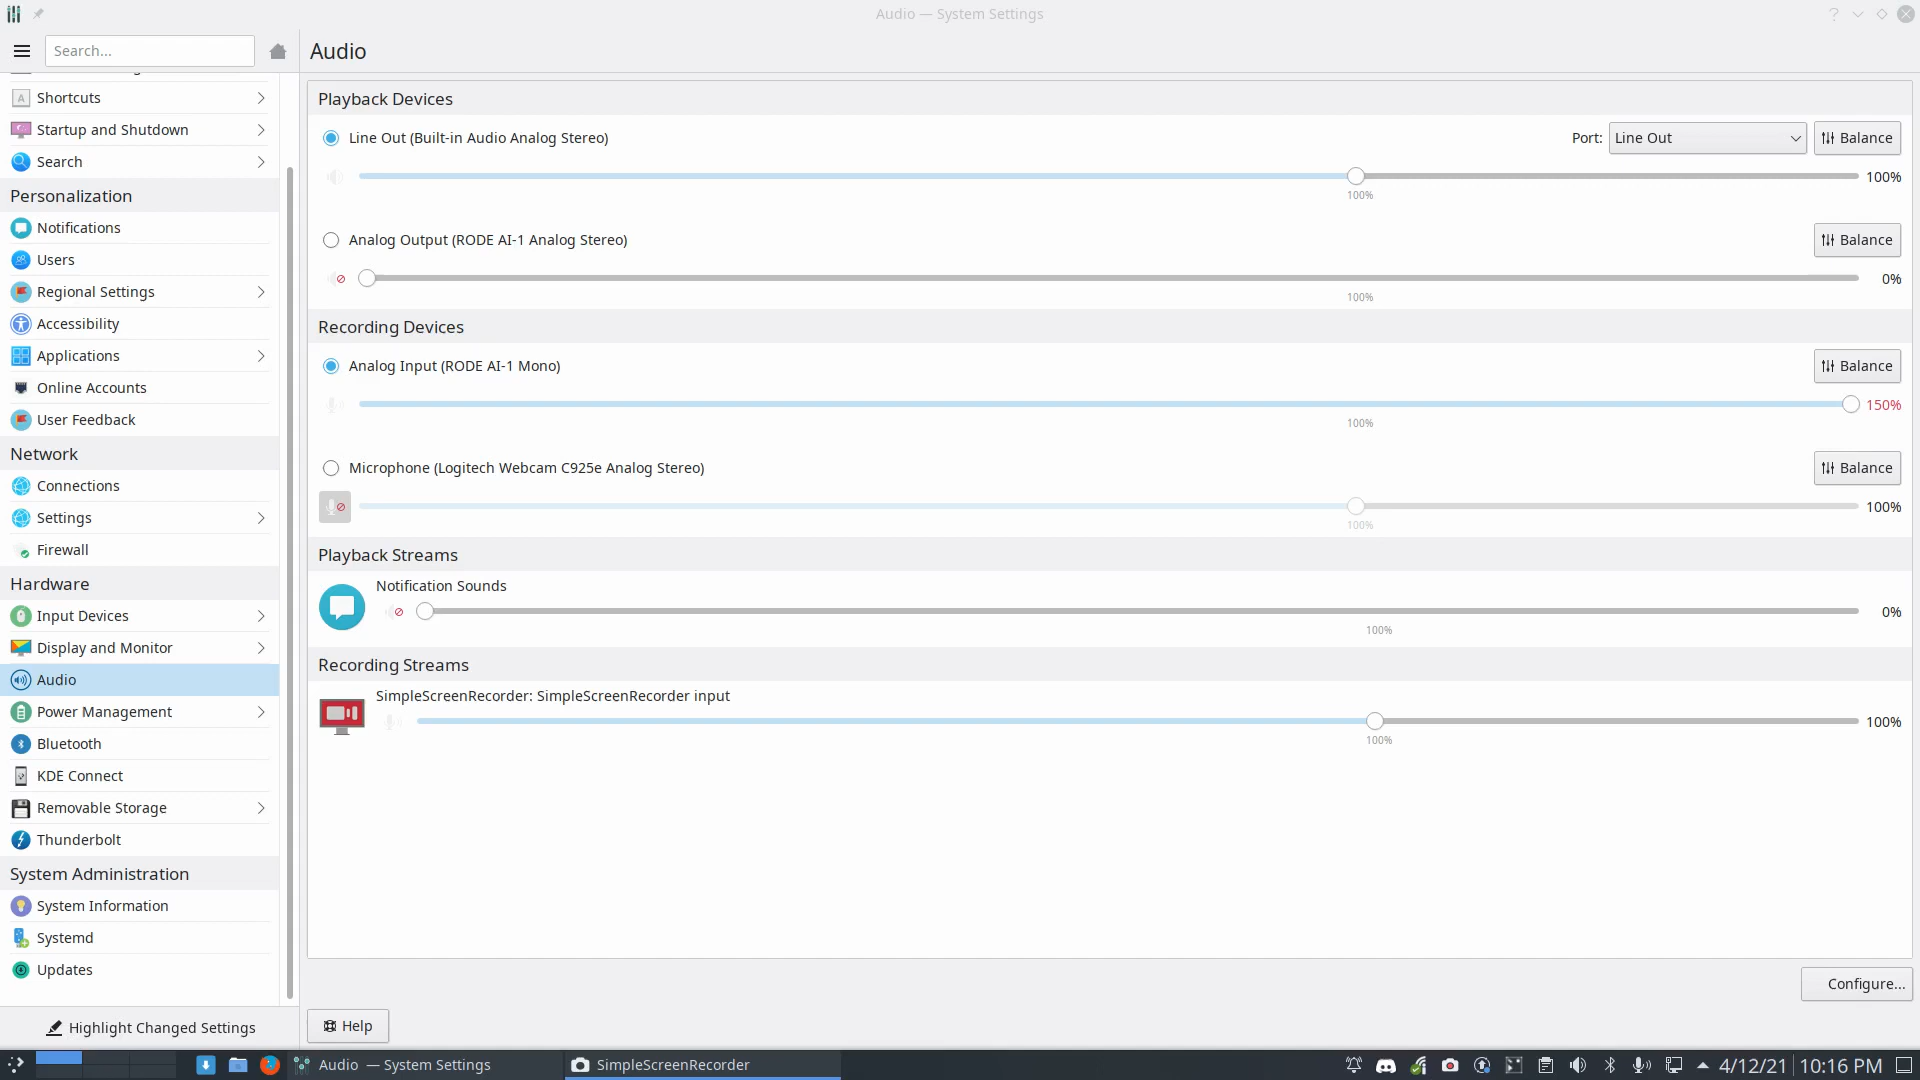 Audio — System Settings
Search...
Audio
Shortcuts
Startup and Shutdown
Search
Personalization
Notifications
Users
Regional Settings
Accessibility
Applications
Online Accounts
User Feedback
Network
Connections
Settings
Firewall
Hardware
Input Devices
Display and Monitor
Audio
Power Management
Bluetooth
KDE Connect
Removable Storage
Thunderbolt
System Administration
System Information
Systemd
Updates
Highlight Changed Settings
Playback Devices
Line Out (Built-in Audio Analog Stereo)
Port: Line Out Balance
100%
100%
Analog Output (RODE AI-1 Analog Stereo)
Balance
0%
100%
Recording Devices
Analog Input (RODE AI-1 Mono)
Balance
150%
100%
Microphone (Logitech Webcam C925e Analog Stereo)
Balance
100%
100%
Playback Streams
Notification Sounds
0%
100%
Recording Streams
SimpleScreenRecorder: SimpleScreenRecorder input
100%
100%
Configure...
Help
Audio — System Settings
SimpleScreenRecorder
4/12/21 10:16 PM